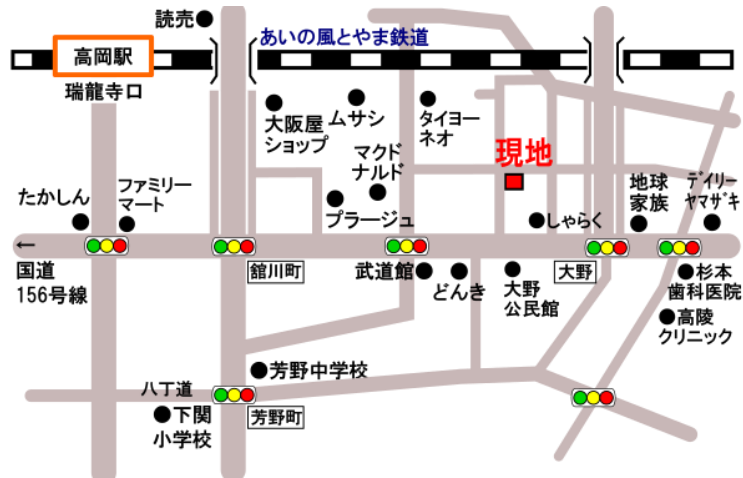 読売
あいの風とやま鉄道
高岡駅
瑞龍寺口
大阪屋
ショップ
ムサシ
タイヨー
ネオ
マクド
ナルド
現地
たかしん
ファミリー
マート
プラージュ
しゃらく
地球
家族
デイリー
ヤマザキ
←
国道
156号線
舘川町
武道館
どんき
大野
公民館
大野
杉本
歯科医院
高陵
クリニック
芳野中学校
八丁道
下関
小学校
芳野町